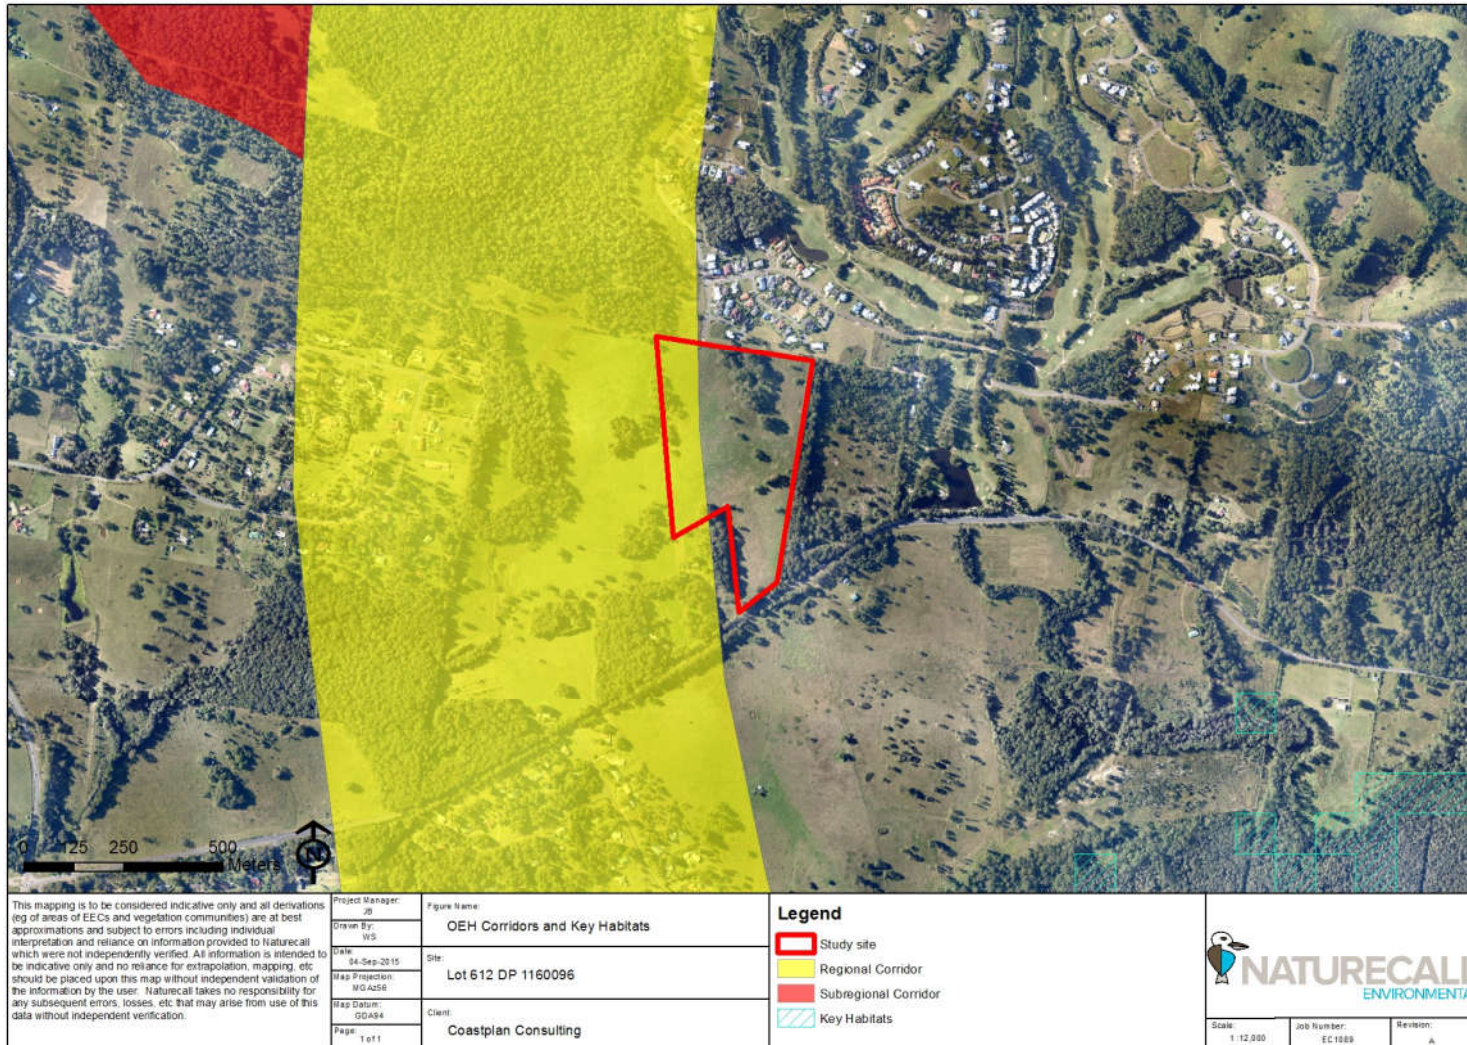 0 125 250 500
Meters
N
This mapping is to be considered indicative only and all derivations
(eg of areas of EECs and vegetation communities) are at best
approximations and subject to errors including individual
interpretation and reliance on information provided to Naturecall
which were not independently verified. All information is intended to
be indicative only and no reliance for extrapolation, mapping, etc
should be placed upon this map without independent validation of
the information by the user. Naturecall takes no responsibility for
any subsequent errors, losses, etc that may arise from use of this
data without independent verification.
Project Manager:
JB
Drawn By:
WS
Date:
04-Sep-2015
Map Projection:
MGAz56
Map Datum:
GDA94
Page:
1 of 1
Figure Name:
OEH Corridors and Key Habitats
Site:
Lot 612 DP 1160096
Client:
Coastplan Consulting
Legend
Study site
Regional Corridor
Subregional Corridor
Key Habitats
NATURECALL
ENVIRONMENTA
Scale:
1:12,000
Job Number:
EC1089
Revision:
A